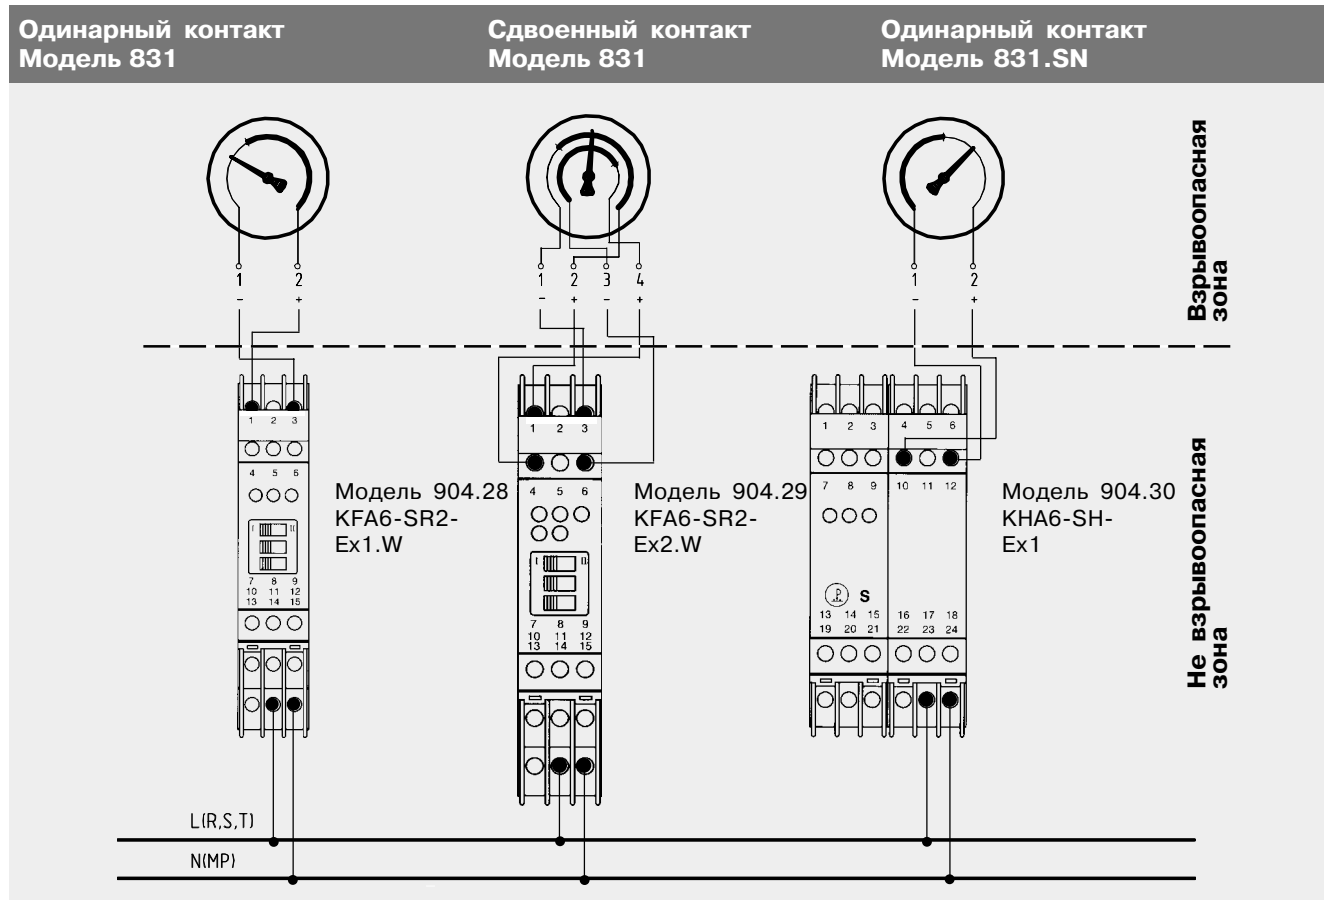 Одинарный контакт
Модель 831
Сдвоенный контакт
Модель 831
Одинарный контакт
Модель 831.SN
Взрывоопасная
зона
1 2
- +
1 2 3 4
- + - +
1 2
- +
1 2 3
4 5 6
I II
7 8 9
10 11 12
13 14 15
Модель 904.28
KFA6-SR2-
Ex1.W
1 2 3
4 5 6
I II
7 8 9
10 11 12
13 14 15
Модель 904.29
KFA6-SR2-
Ex2.W
1 2 3 4 5 6
7 8 9 10 11 12
S
13 14 15 16 17 18
19 20 21 22 23 24
Модель 904.30
KHA6-SH-
Ex1
Не взрывоопасная
зона
L(R,S,T)
N(MP)